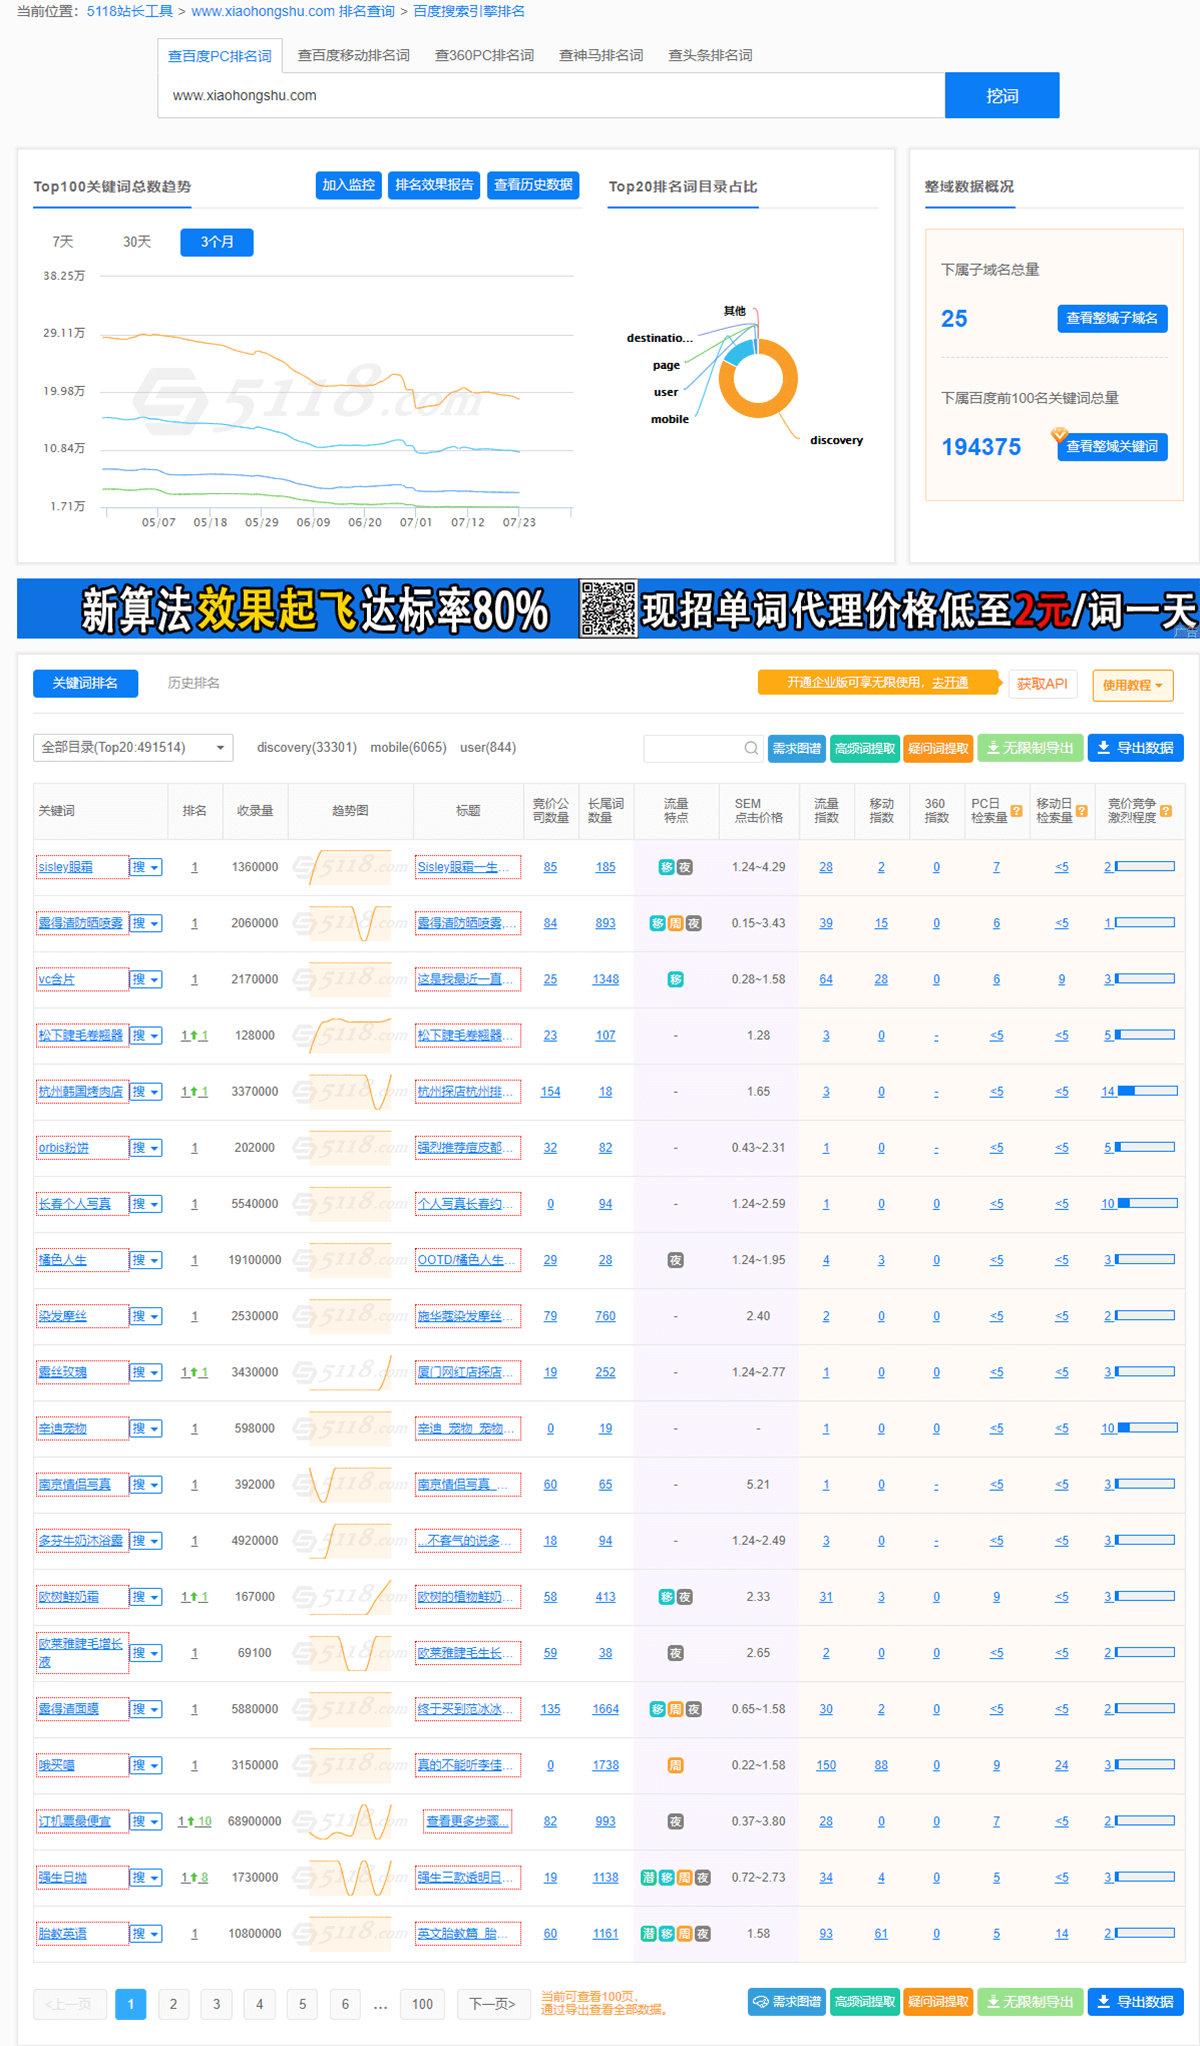 当前位置：5118站长工具 > www.xiaohongshu.com 排名查询 > 百度搜索引擎排名
查百度PC排名词 查百度移动排名词 查360PC排名词 查神马排名词 查头条排名词
www.xiaohongshu.com 挖词
Top100关键词总数趋势 加入监控 排名效果报告 查看历史数据 Top20排名词目录占比 整域数据概况
7天 30天 3个月
38.25万
29.11万
19.98万
10.84万
1.71万
05/07 05/18 05/29 06/09 06/20 07/01 07/12 07/23
5118.com
其他
destinatio...
page
user
mobile
discovery
下属子域名总量
25 查看整域子域名
下属百度前100名关键词总量
194375 查看整域关键词
新算法效果起飞达标率80% 现招单词代理价格低至2元/词一天
广告
关键词排名 历史排名 开通企业版可享无限使用，去开通 获取API 使用教程
全部目录(Top20:491514) discovery(33301) mobile(6065) user(844) 需求图谱 高频词提取 疑问词提取 无限制导出 导出数据
关键词 排名 收录量 趋势图 标题 竞价公司数量 长尾词数量 流量特点 SEM点击价格 流量指数 移动指数 360指数 PC日检索量 移动日检索量 竞价竞争激烈程度
sisley眼霜 搜 1 1360000 5118.com Sisley眼霜一生... 85 185 移 夜 1.24~4.29 28 2 0 7 <5 2
露得清防晒喷雾 搜 1 2060000 5118.com 露得清防晒喷雾,... 84 893 移 周 夜 0.15~3.43 39 15 0 6 <5 1
vc含片 搜 1 2170000 5118.com 这是我最近一直... 25 1348 移 0.28~1.58 64 28 0 6 9 3
松下睫毛卷翘器 搜 1↑1 128000 5118.com 松下睫毛卷翘器... 23 107 - 1.28 3 0 - <5 <5 5
杭州韩国烤肉店 搜 1↑1 3370000 5118.com 杭州探店杭州排... 154 18 - 1.65 3 0 - <5 <5 14
orbis粉饼 搜 1 202000 5118.com 强烈推荐痘皮都... 32 82 - 0.43~2.31 1 0 - <5 <5 5
长春个人写真 搜 1 5540000 5118.com 个人写真长春约... 0 94 - 1.24~2.59 1 0 0 <5 <5 10
橘色人生 搜 1 19100000 5118.com OOTD/橘色人生... 29 28 夜 1.24~1.95 4 3 0 <5 <5 3
染发摩丝 搜 1 2530000 5118.com 施华蔻染发摩丝... 79 760 - 2.40 2 0 0 <5 <5 2
露丝玫瑰 搜 1↑1 3430000 5118.com 厦门网红店探店... 19 252 - 1.24~2.77 1 0 0 <5 <5 3
辛迪宠物 搜 1 598000 5118.com 辛迪_宠物_宠物... 0 19 - - 1 0 0 <5 <5 10
南京情侣写真 搜 1 392000 5118.com 南京情侣写真_... 60 65 - 5.21 1 0 - <5 <5 3
多芬牛奶沐浴露 搜 1 4920000 5118.com ...不客气的说多... 18 94 - 1.24~2.49 3 0 - <5 <5 3
欧树鲜奶霜 搜 1↑1 167000 5118.com 欧树的植物鲜奶... 58 413 移 夜 2.33 31 3 0 9 <5 3
欧莱雅睫毛增长液 搜 1 69100 5118.com 欧莱雅睫毛生长... 59 38 夜 2.65 2 0 0 <5 <5 2
露得清面膜 搜 1 5880000 5118.com 终于买到范冰冰... 135 1664 移 周 夜 0.65~1.58 30 2 0 <5 <5 2
哦买噶 搜 1 3150000 5118.com 真的不能听李佳... 0 1738 周 0.22~1.58 150 88 0 9 24 3
订机票最便宜 搜 1↑10 68900000 5118.com 查看更多步骤... 82 993 夜 0.37~3.80 28 0 0 7 <5 2
强生日抛 搜 1↑8 1730000 5118.com 强生三款透明日... 19 1138 潜 移 周 夜 0.72~2.73 34 4 0 5 <5 3
胎教英语 搜 1 10800000 5118.com 英文胎教篇_胎... 60 1161 潜 移 周 夜 1.58 93 61 0 5 14 2
<上一页 1 2 3 4 5 6 ... 100 下一页> 当前可查看100页，
通过导出查看全部数据。
需求图谱 高频词提取 疑问词提取 无限制导出 导出数据